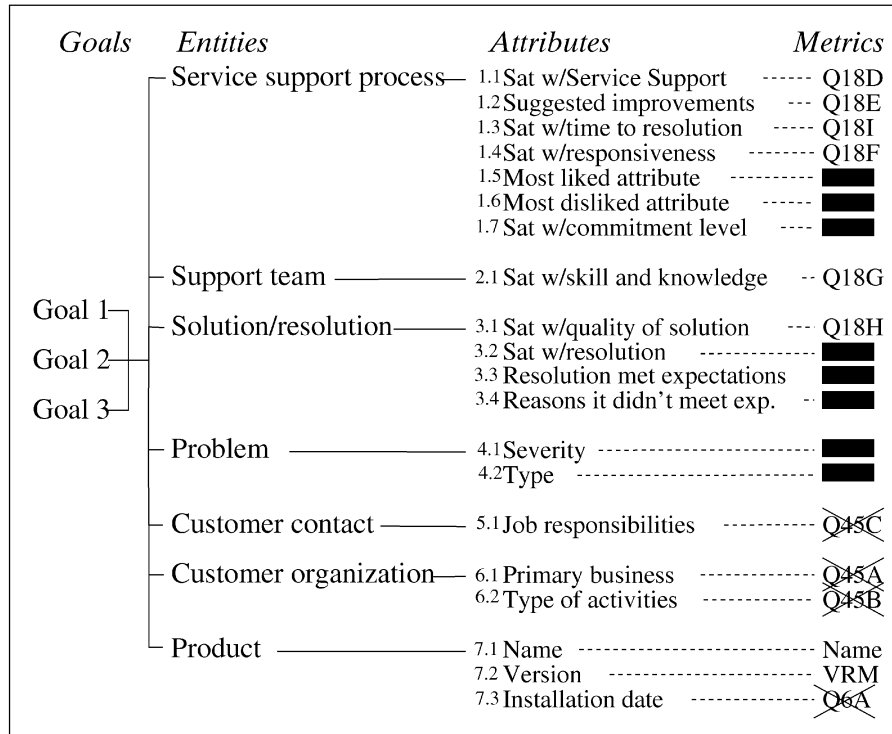 Goals Entities Attributes Metrics
Service support process 1.1 Sat w/Service Support Q18D
1.2 Suggested improvements Q18E
1.3 Sat w/time to resolution Q18I
1.4 Sat w/responsiveness Q18F
1.5 Most liked attribute
1.6 Most disliked attribute
1.7 Sat w/commitment level
Support team 2.1 Sat w/skill and knowledge Q18G
Goal 1
Solution/resolution 3.1 Sat w/quality of solution Q18H
Goal 2 3.2 Sat w/resolution
3.3 Resolution met expectations
Goal 3 3.4 Reasons it didn't meet exp.
Problem 4.1 Severity
4.2 Type
Customer contact 5.1 Job responsibilities Q45C
Customer organization 6.1 Primary business Q45A
6.2 Type of activities Q45B
Product 7.1 Name Name
7.2 Version VRM
7.3 Installation date Q6A